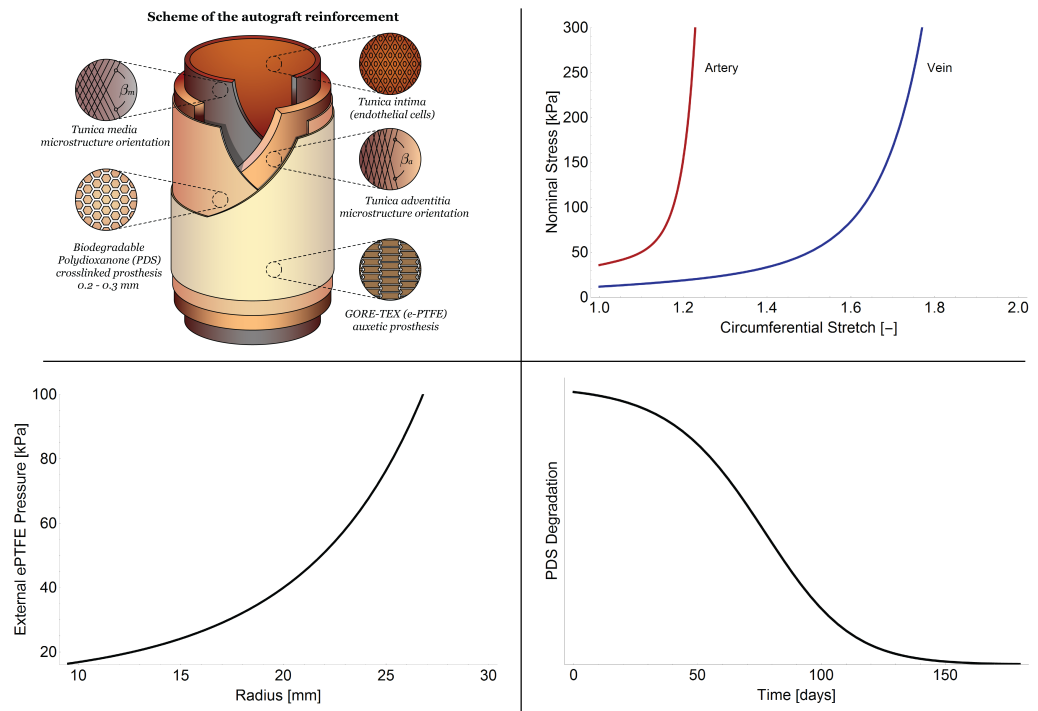 Scheme of the autograft reinforcement
βm
Tunica media
microstructure orientation
Tunica intima
(endothelial cells)
βa
Tunica adventitia
microstructure orientation
Biodegradable
Polydioxanone (PDS)
crosslinked prosthesis
0.2 - 0.3 mm
GORE-TEX (e-PTFE)
auxetic prosthesis
Nominal Stress [kPa]
300
250
200
150
100
50
0
Artery
Vein
1.0
1.2
1.4
1.6
1.8
2.0
Circumferential Stretch [–]
External ePTFE Pressure [kPa]
100
80
60
40
20
10
15
20
25
30
Radius [mm]
PDS Degradation
0
50
100
150
Time [days]